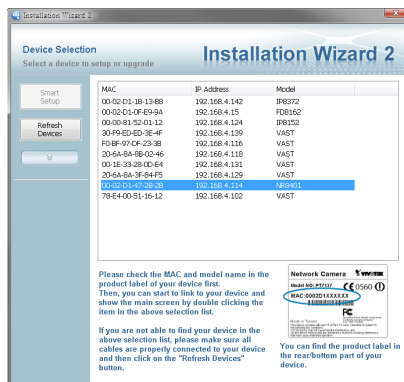 Installation Wizard 2
Device Selection
Select a device to setup or upgrade
Installation Wizard 2
Smart Setup
Refresh Devices
MAC IP Address Model
00-02-D1-1B-13-B8 192.168.4.142 IP8372
00-02-D1-0F-E9-9A 192.168.4.15 FD8162
00-00-81-52-01-12 192.168.4.124 IP8152
30-F9-ED-ED-3E-4F 192.168.4.139 VAST
F0-BF-97-DF-23-3B 192.168.4.116 VAST
20-6A-8A-8B-02-46 192.168.4.118 VAST
00-1E-33-28-0D-E4 192.168.4.131 VAST
20-6A-8A-3F-84-F5 192.168.4.129 VAST
00-02-D1-47-2B-2B 192.168.4.114 NR8401
78-E4-00-51-16-12 192.168.4.102 VAST
Please check the MAC and model name in the
product label of your device first.
Then, you can start to link to your device and
show the main screen by double clicking the
item in the above selection list.
If you are not able to find your device in the
above selection list, please make sure all
cables are properly connected to your device
and then click on the "Refresh Devices"
button.
Network Camera VIVOTEK
Model NO: PT7137 CE 0560
MAC:0002D1XXXXXX
FC
Made in Taiwan
You can find the product label in
the rear/bottom part of your
device.